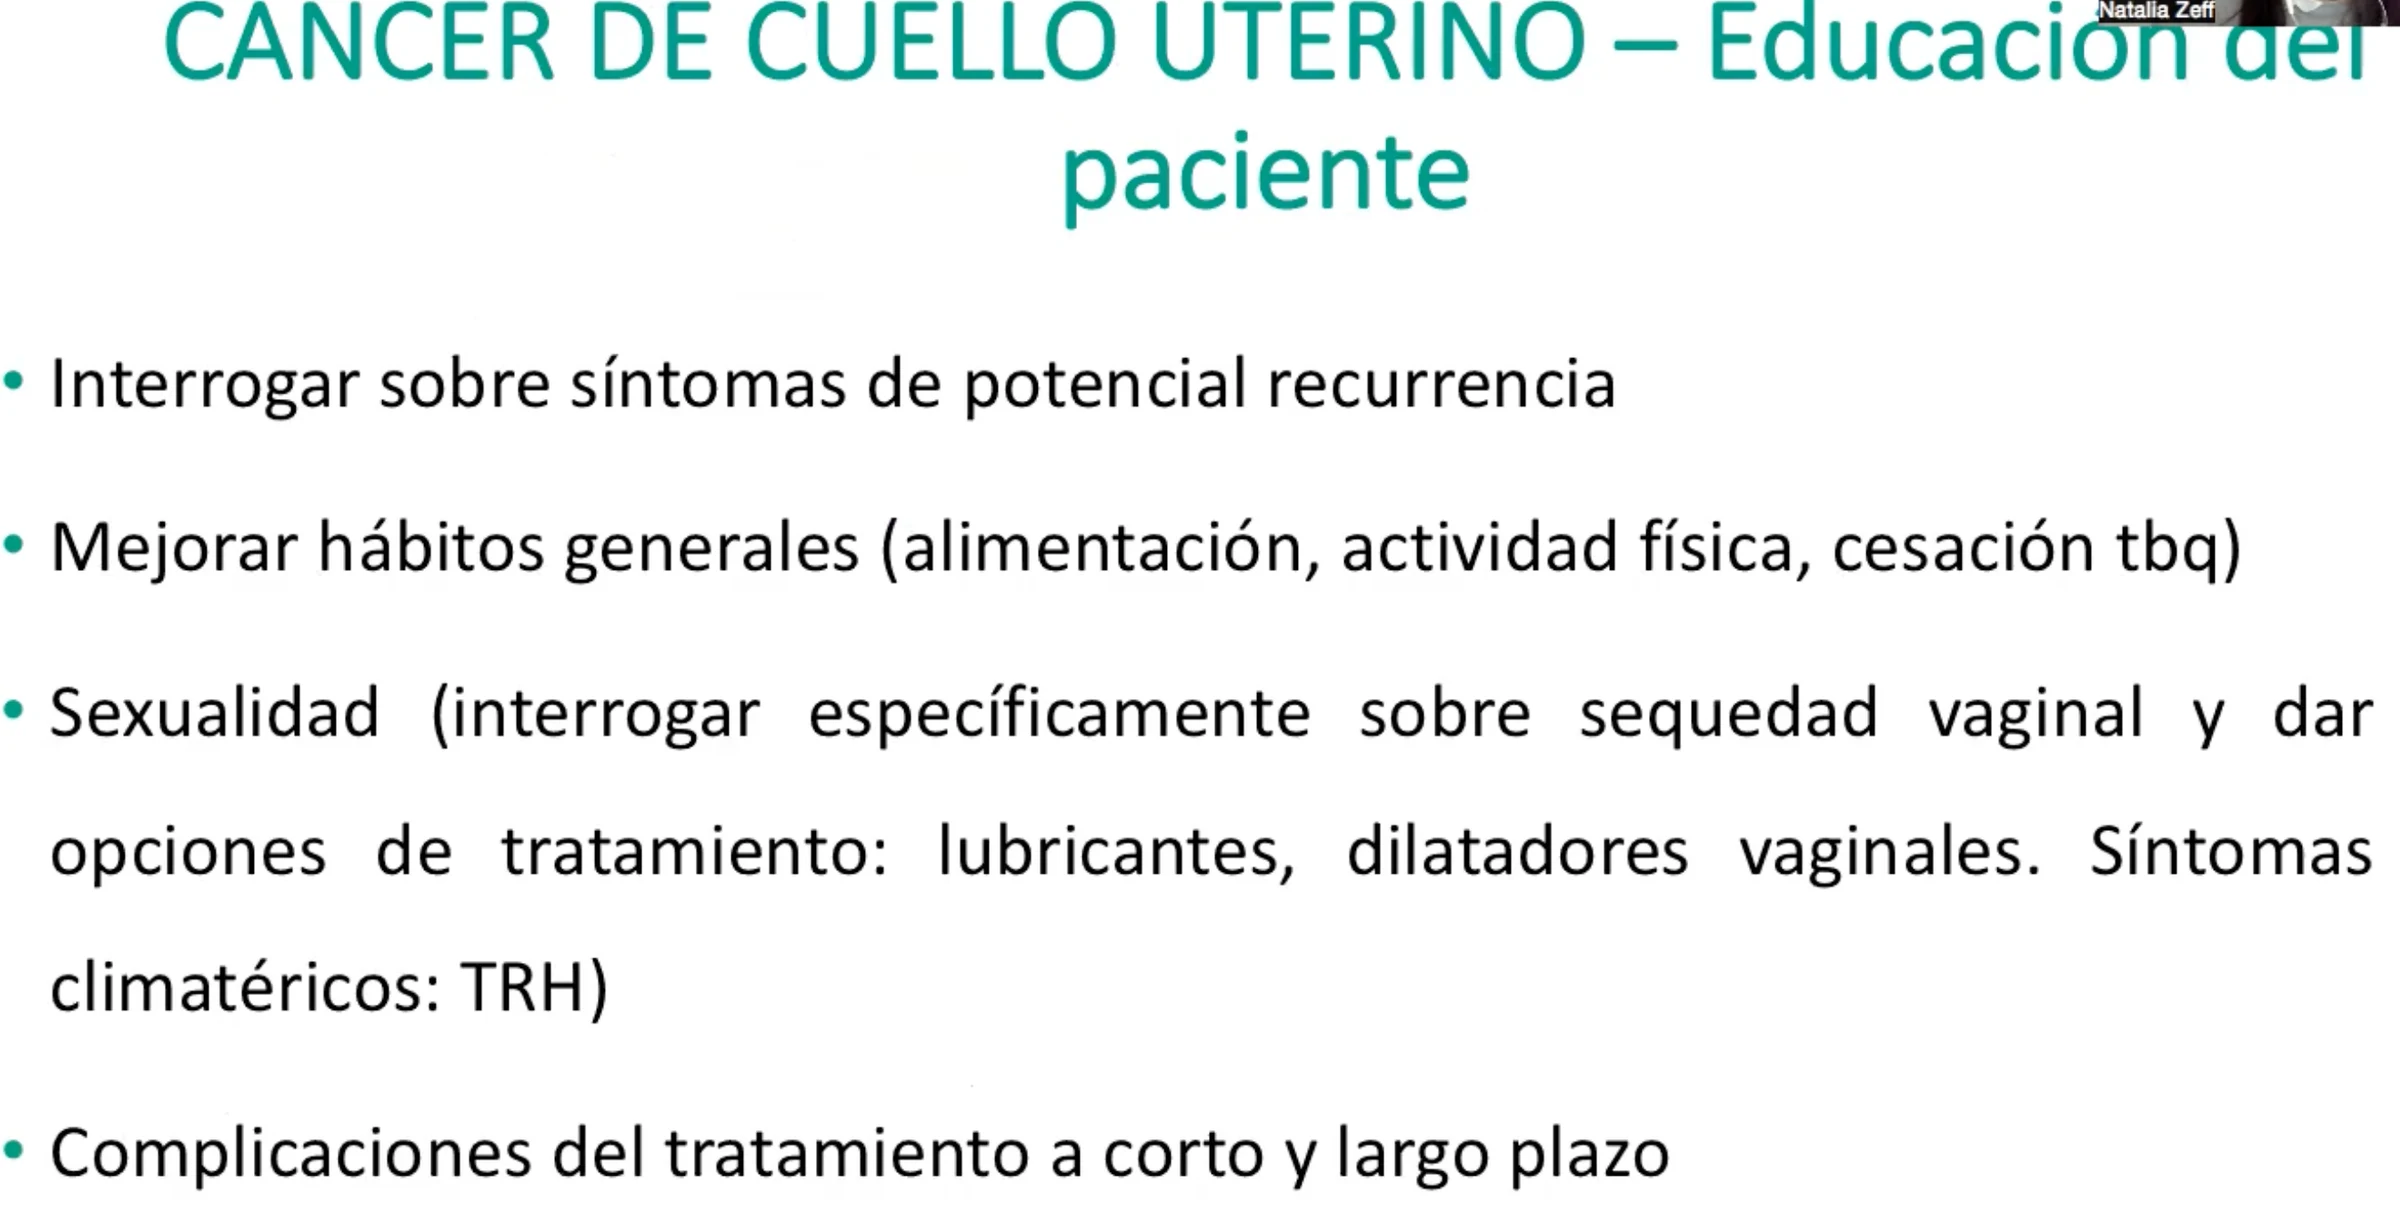 Natalia Zeff
CANCER DE CUELLO UTERINO – Educación del
paciente
• Interrogar sobre síntomas de potencial recurrencia
• Mejorar hábitos generales (alimentación, actividad física, cesación tbq)
• Sexualidad (interrogar específicamente sobre sequedad vaginal y dar
opciones de tratamiento: lubricantes, dilatadores vaginales. Síntomas
climatéricos: TRH)
• Complicaciones del tratamiento a corto y largo plazo